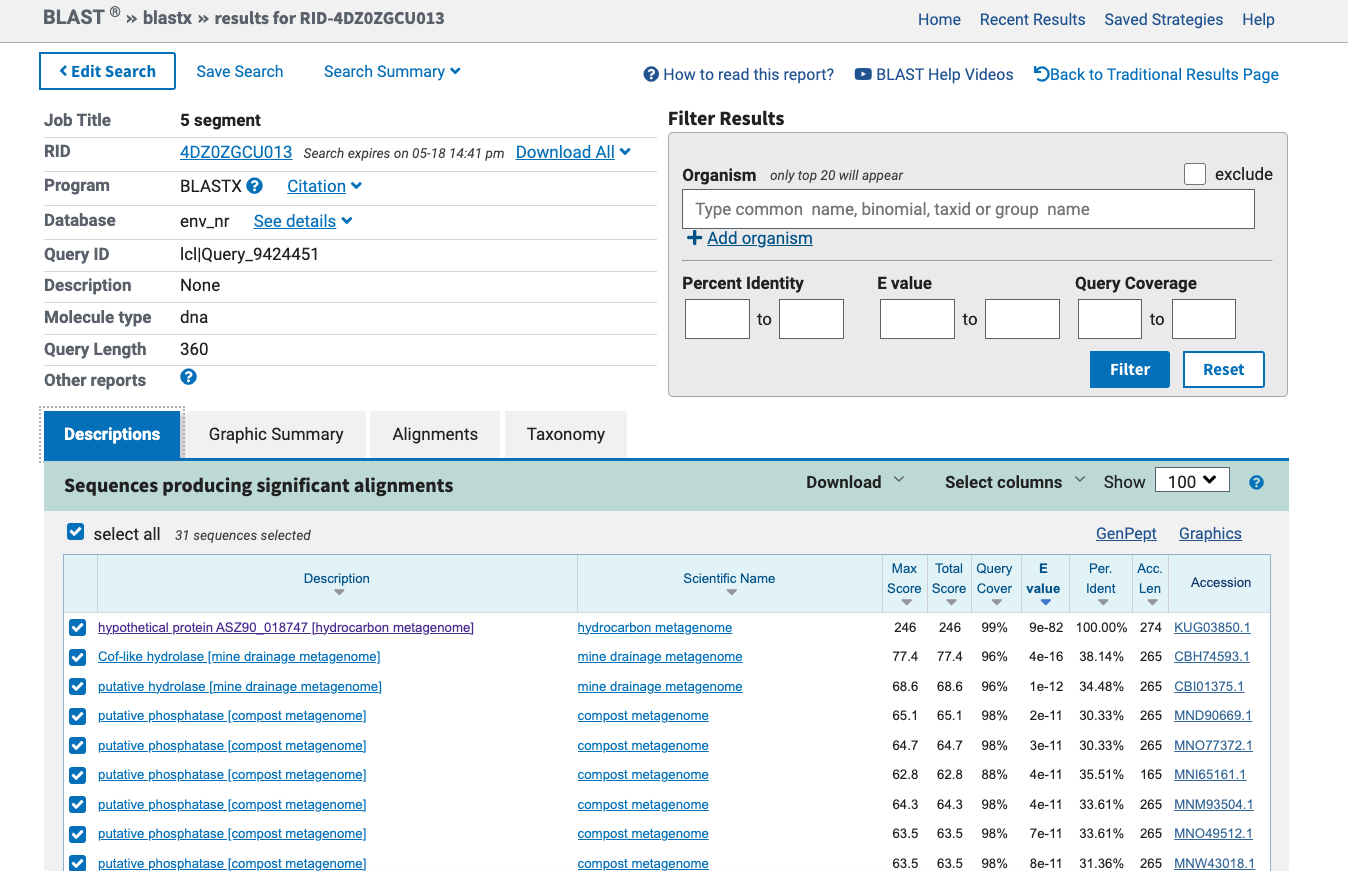 BLAST ® » blastx » results for RID-4DZ0ZGCU013
Home Recent Results Saved Strategies Help
Edit Search Save Search Search Summary
How to read this report? BLAST Help Videos Back to Traditional Results Page
Job Title 5 segment
RID 4DZ0ZGCU013 Search expires on 05-18 14:41 pm Download All
Program BLASTX Citation
Database env_nr See details
Query ID lcl|Query_9424451
Description None
Molecule type dna
Query Length 360
Other reports
Filter Results
Organism only top 20 will appear exclude
Type common name, binomial, taxid or group name
Add organism
Percent Identity E value Query Coverage
to to to
Filter Reset
Descriptions Graphic Summary Alignments Taxonomy
Sequences producing significant alignments Download Select columns Show 100
select all 31 sequences selected GenPept Graphics
Description Scientific Name Max Score Total Score Query Cover E value Per. Ident Acc. Len Accession
hypothetical protein ASZ90_018747 [hydrocarbon metagenome] hydrocarbon metagenome 246 246 99% 9e-82 100.00% 274 KUG03850.1
Cof-like hydrolase [mine drainage metagenome] mine drainage metagenome 77.4 77.4 96% 4e-16 38.14% 265 CBH74593.1
putative hydrolase [mine drainage metagenome] mine drainage metagenome 68.6 68.6 96% 1e-12 34.48% 265 CBI01375.1
putative phosphatase [compost metagenome] compost metagenome 65.1 65.1 98% 2e-11 30.33% 265 MND90669.1
putative phosphatase [compost metagenome] compost metagenome 64.7 64.7 98% 3e-11 30.33% 265 MNO77372.1
putative phosphatase [compost metagenome] compost metagenome 62.8 62.8 88% 4e-11 35.51% 165 MNI65161.1
putative phosphatase [compost metagenome] compost metagenome 64.3 64.3 98% 4e-11 33.61% 265 MNM93504.1
putative phosphatase [compost metagenome] compost metagenome 63.5 63.5 98% 7e-11 33.61% 265 MNO49512.1
putative phosphatase [compost metagenome] compost metagenome 63.5 63.5 98% 8e-11 31.36% 265 MNW43018.1